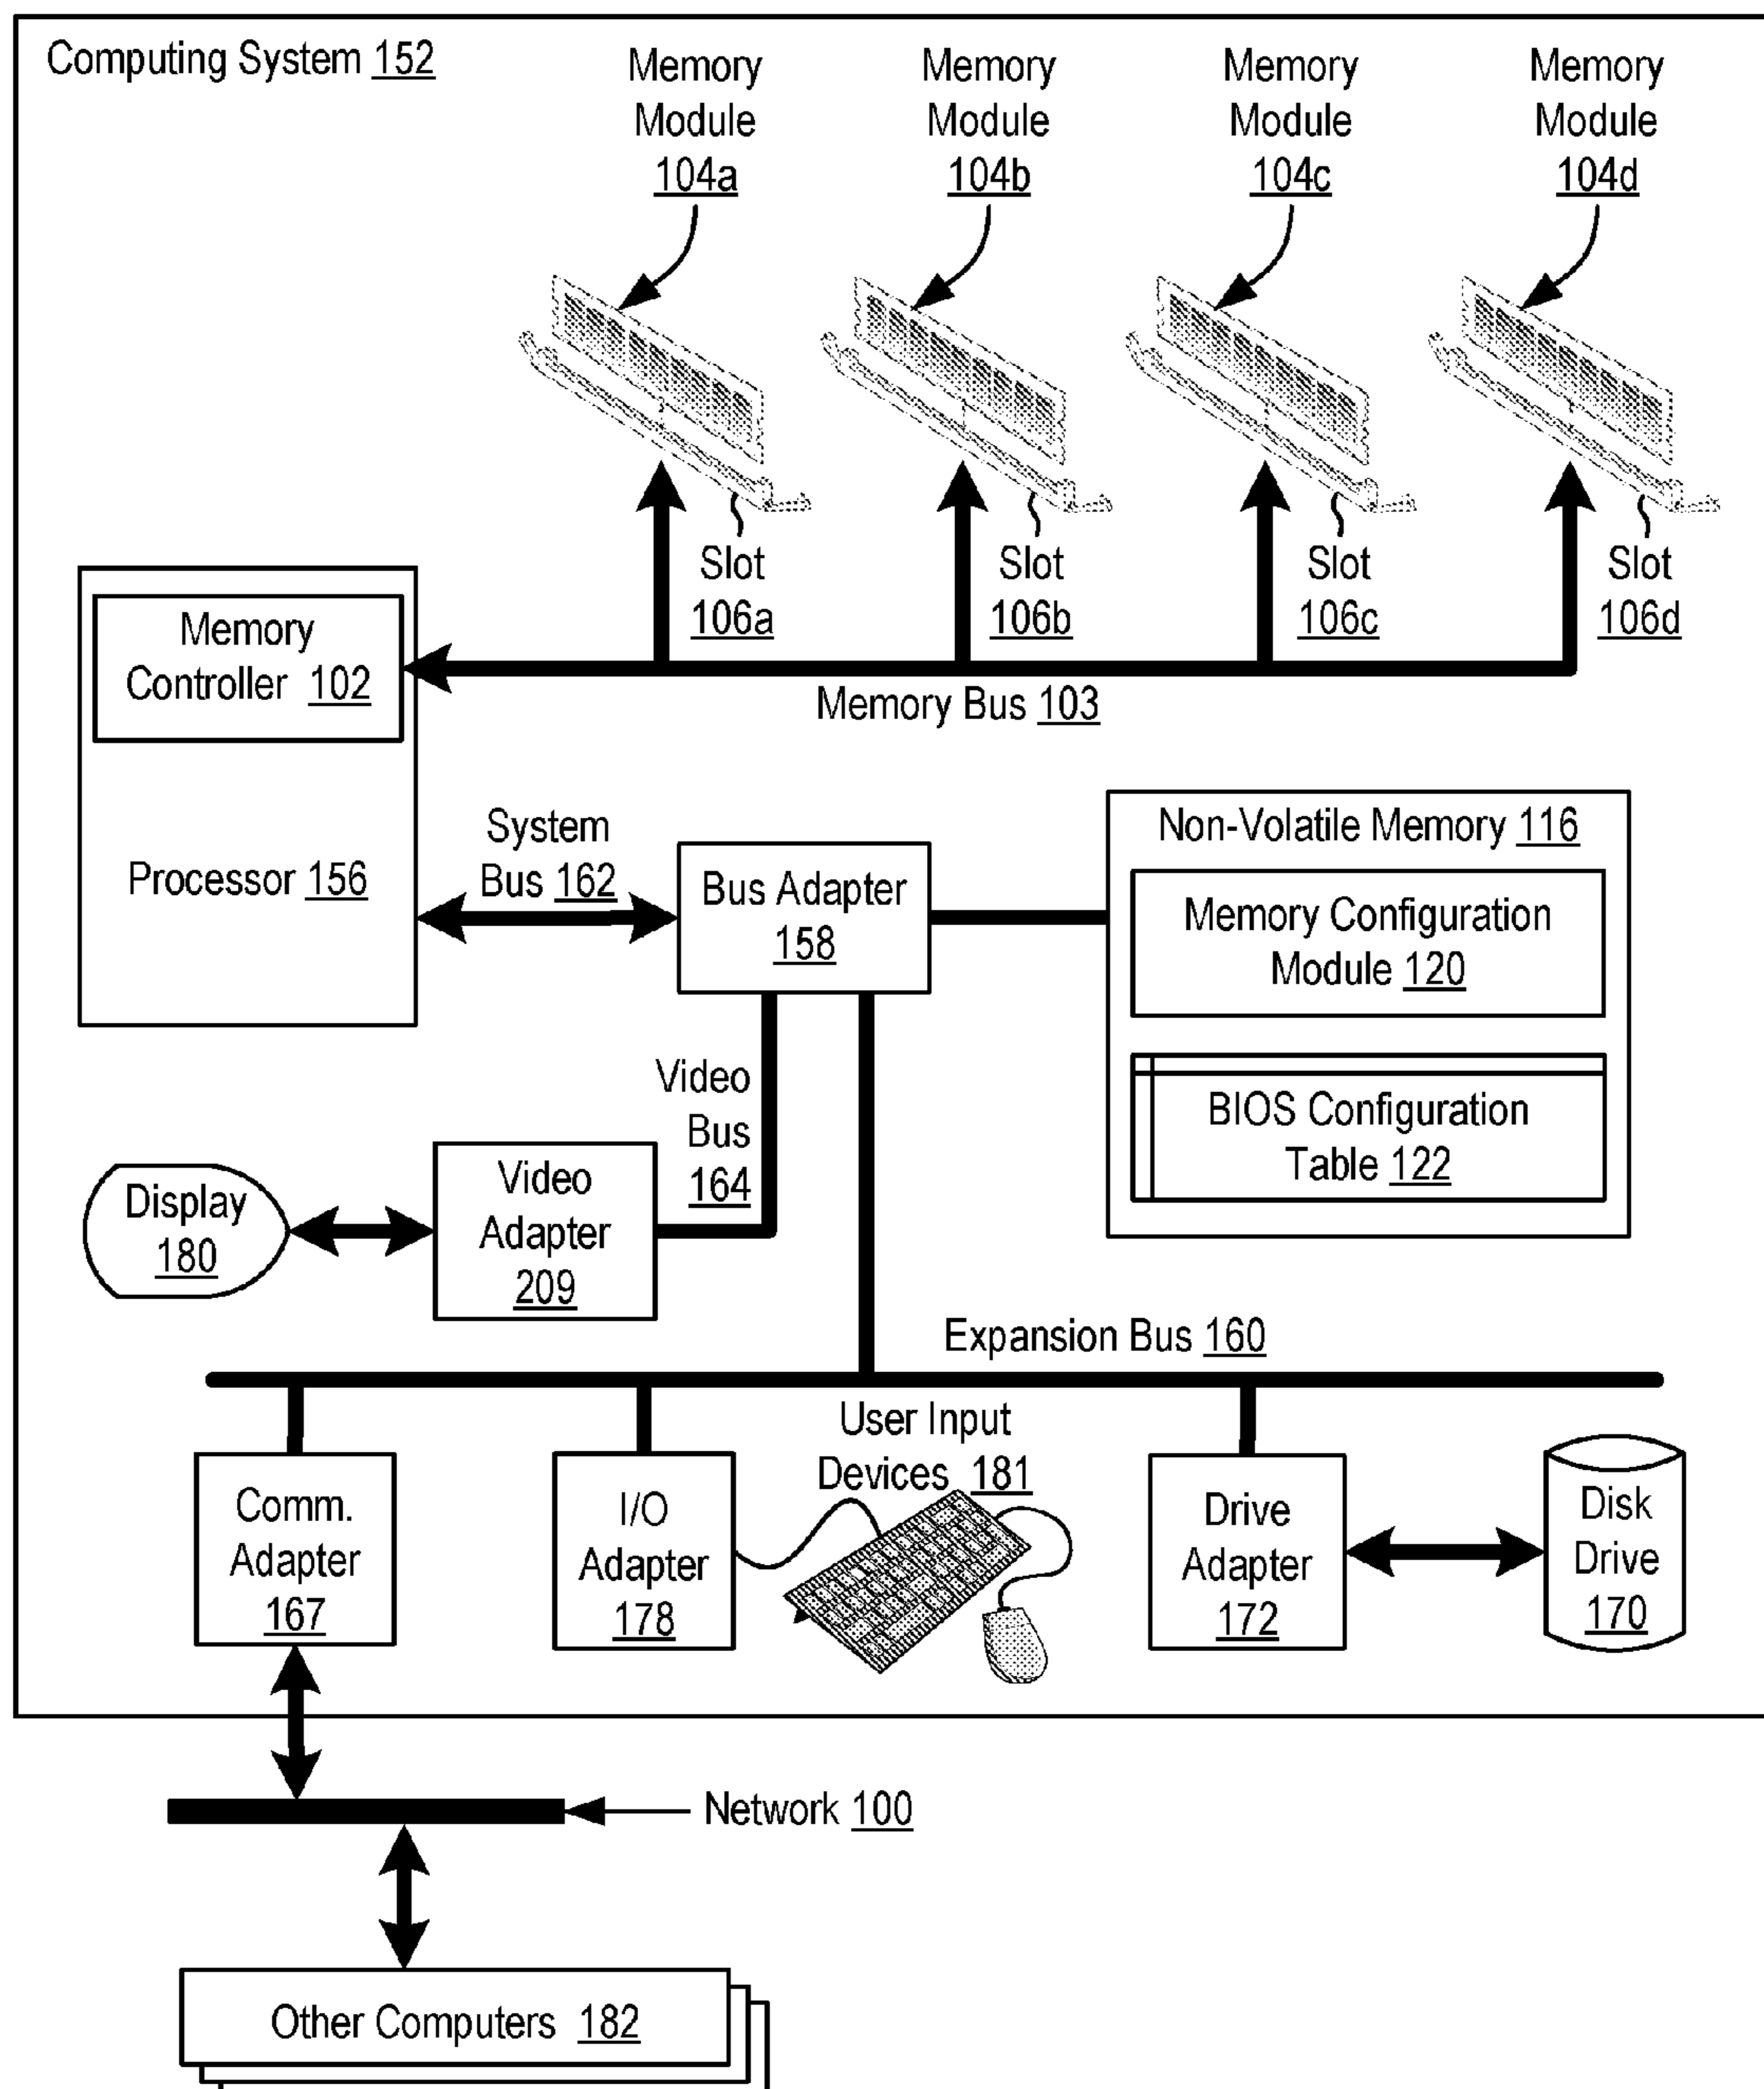 Computing System 152
Memory
Module
104a
Memory
Module
104b
Memory
Module
104c
Memory
Module
104d
Slot
106a
Slot
106b
Slot
106c
Slot
106d
Memory
Controller 102
Memory Bus 103
Processor 156
System
Bus 162
Bus Adapter
158
Non-Volatile Memory 116
Memory Configuration
Module 120
BIOS Configuration
Table 122
Video
Bus
164
Display
180
Video
Adapter
209
Expansion Bus 160
Comm.
Adapter
167
I/O
Adapter
178
User Input
Devices 181
Drive
Adapter
172
Disk
Drive
170
Network 100
Other Computers 182